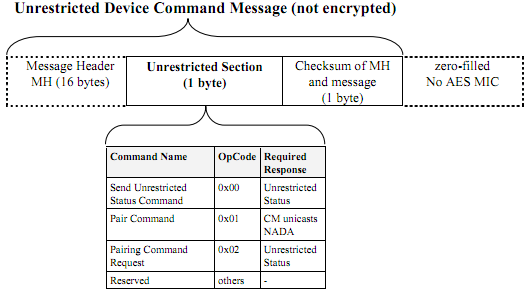 Unrestricted Device Command Message (not encrypted)
Message Header
MH (16 bytes)
Unrestricted Section
(1 byte)
Checksum of MH
and message
(1 byte)
zero-filled
No AES MIC
Command Name OpCode Required
Response
Send Unrestricted 0x00 Unrestricted
Status Command Status
Pair Command 0x01 CM unicasts
NADA
Pairing Command 0x02 Unrestricted
Request Status
Reserved others -